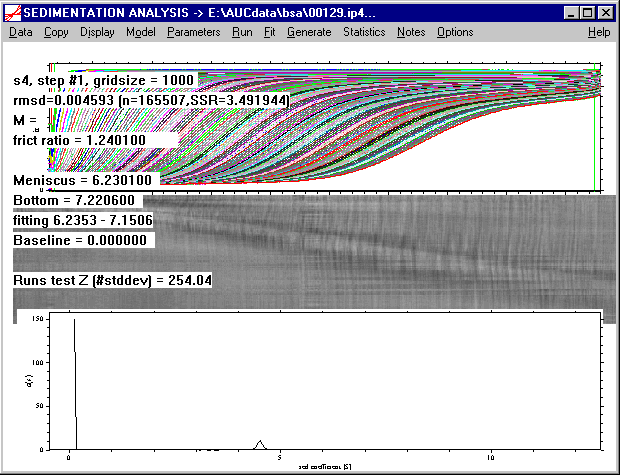 SEDIMENTATION ANALYSIS -> E:\AUCdata\bsa\00129.ip4...
Data Copy Display Model Parameters Run Fit Generate Statistics Notes Options Help
s4, step #1, gridsize = 1000
rmsd=0.004593 (n=165507,SSR=3.491944)
M =
frict ratio = 1.240100
Meniscus = 6.230100
Bottom = 7.220600
fitting 6.2353 - 7.1506
Baseline = 0.000000
Runs test Z (#stddev) = 254.04
150
100
50
0
c(s)
0 5 10
sed coefficient [S]